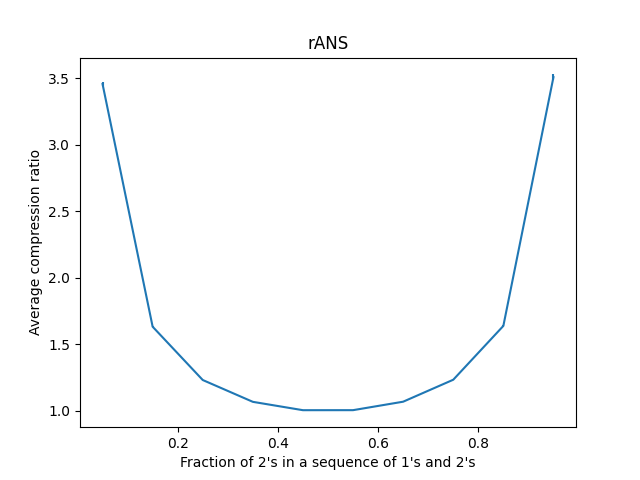 rANS
3.5
3.0
2.5
2.0
1.5
1.0
Average compression ratio
0.2 0.4 0.6 0.8
Fraction of 2's in a sequence of 1's and 2's